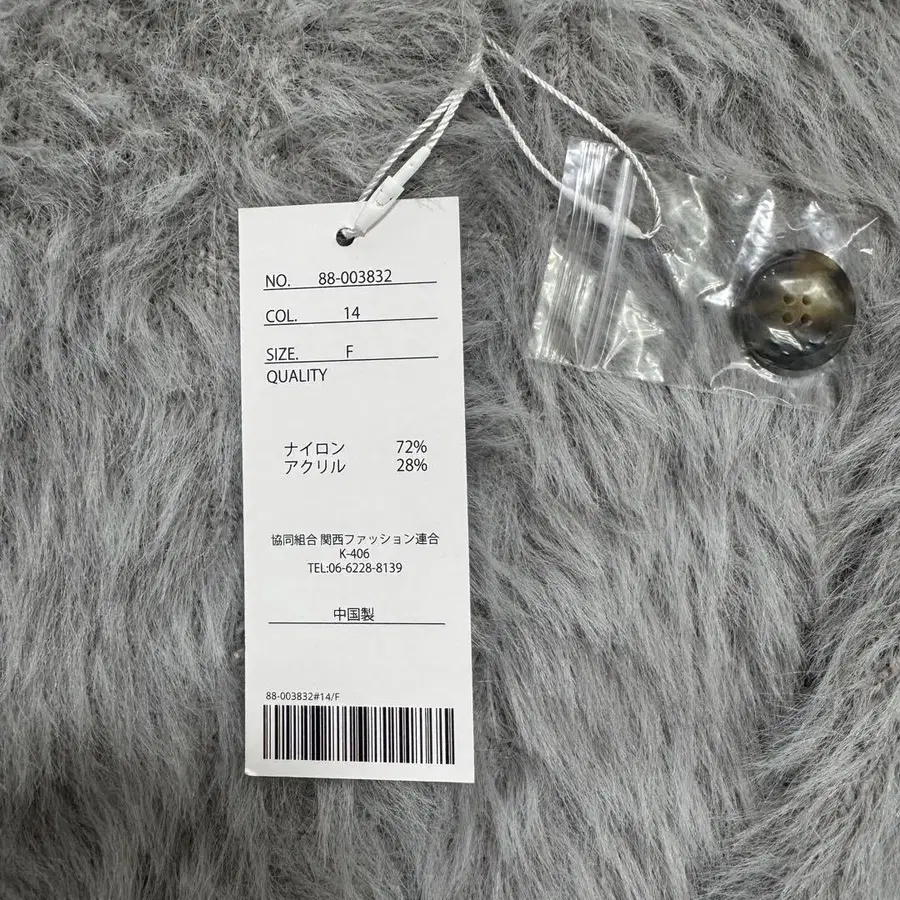 NO. 88-003832
COL. 14
SIZE. F
QUALITY
ナイロン 72%
アクリル 28%
協同組合 関西ファッション連合
K-406
TEL:06-6228-8139
中国製
88-003832#14/F